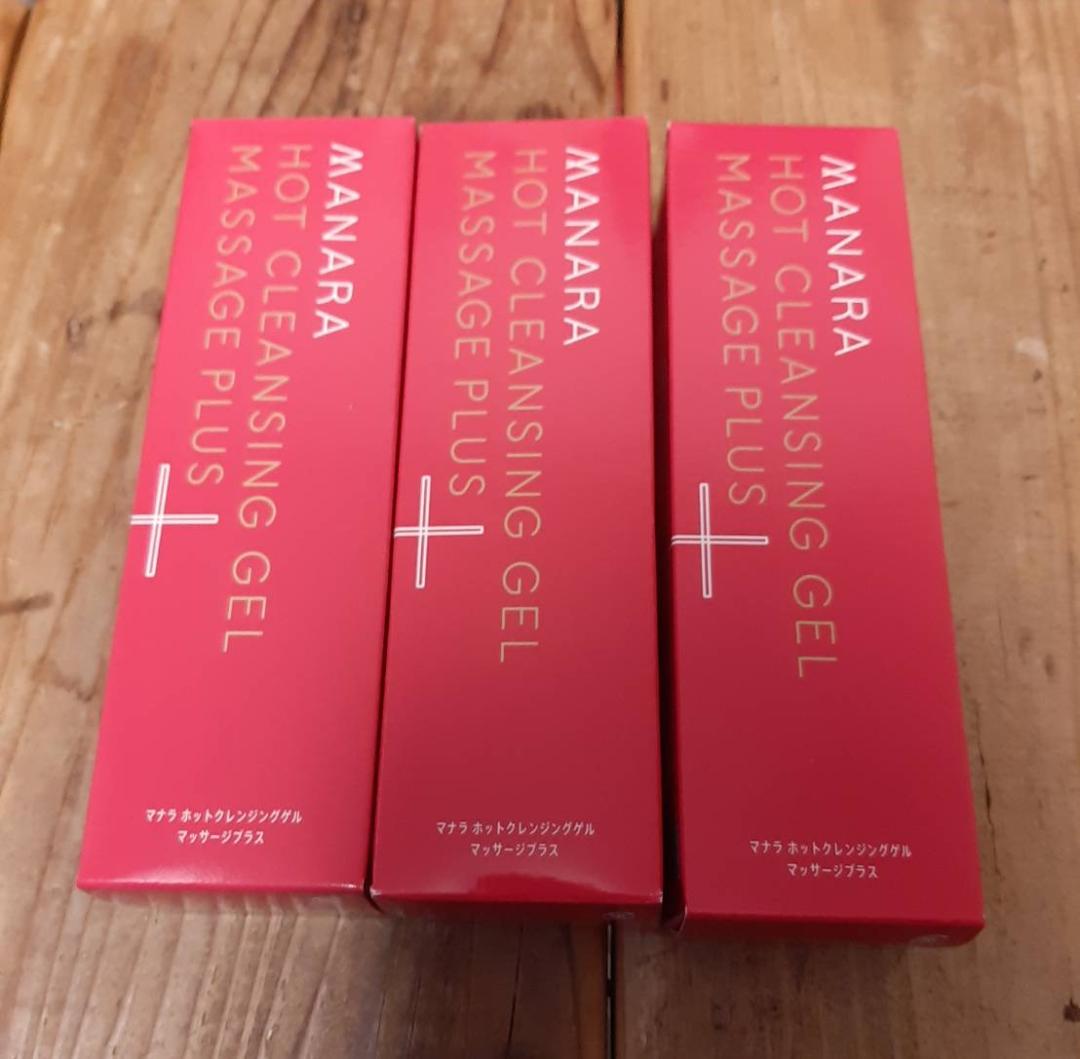 MANARA
HOT CLEANSING GEL
MASSAGE PLUS
マナラ ホットクレンジングゲル
マッサージプラス
MANARA
HOT CLEANSING GEL
MASSAGE PLUS
マナラ ホットクレンジングゲル
マッサージプラス
MANARA
HOT CLEANSING GEL
MASSAGE PLUS
マナラ ホットクレンジングゲル
マッサージプラス